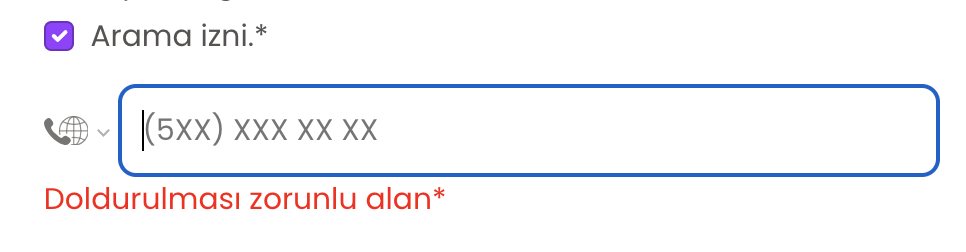 Arama izni.*
(5XX) XXX XX XX
Doldurulması zorunlu alan*